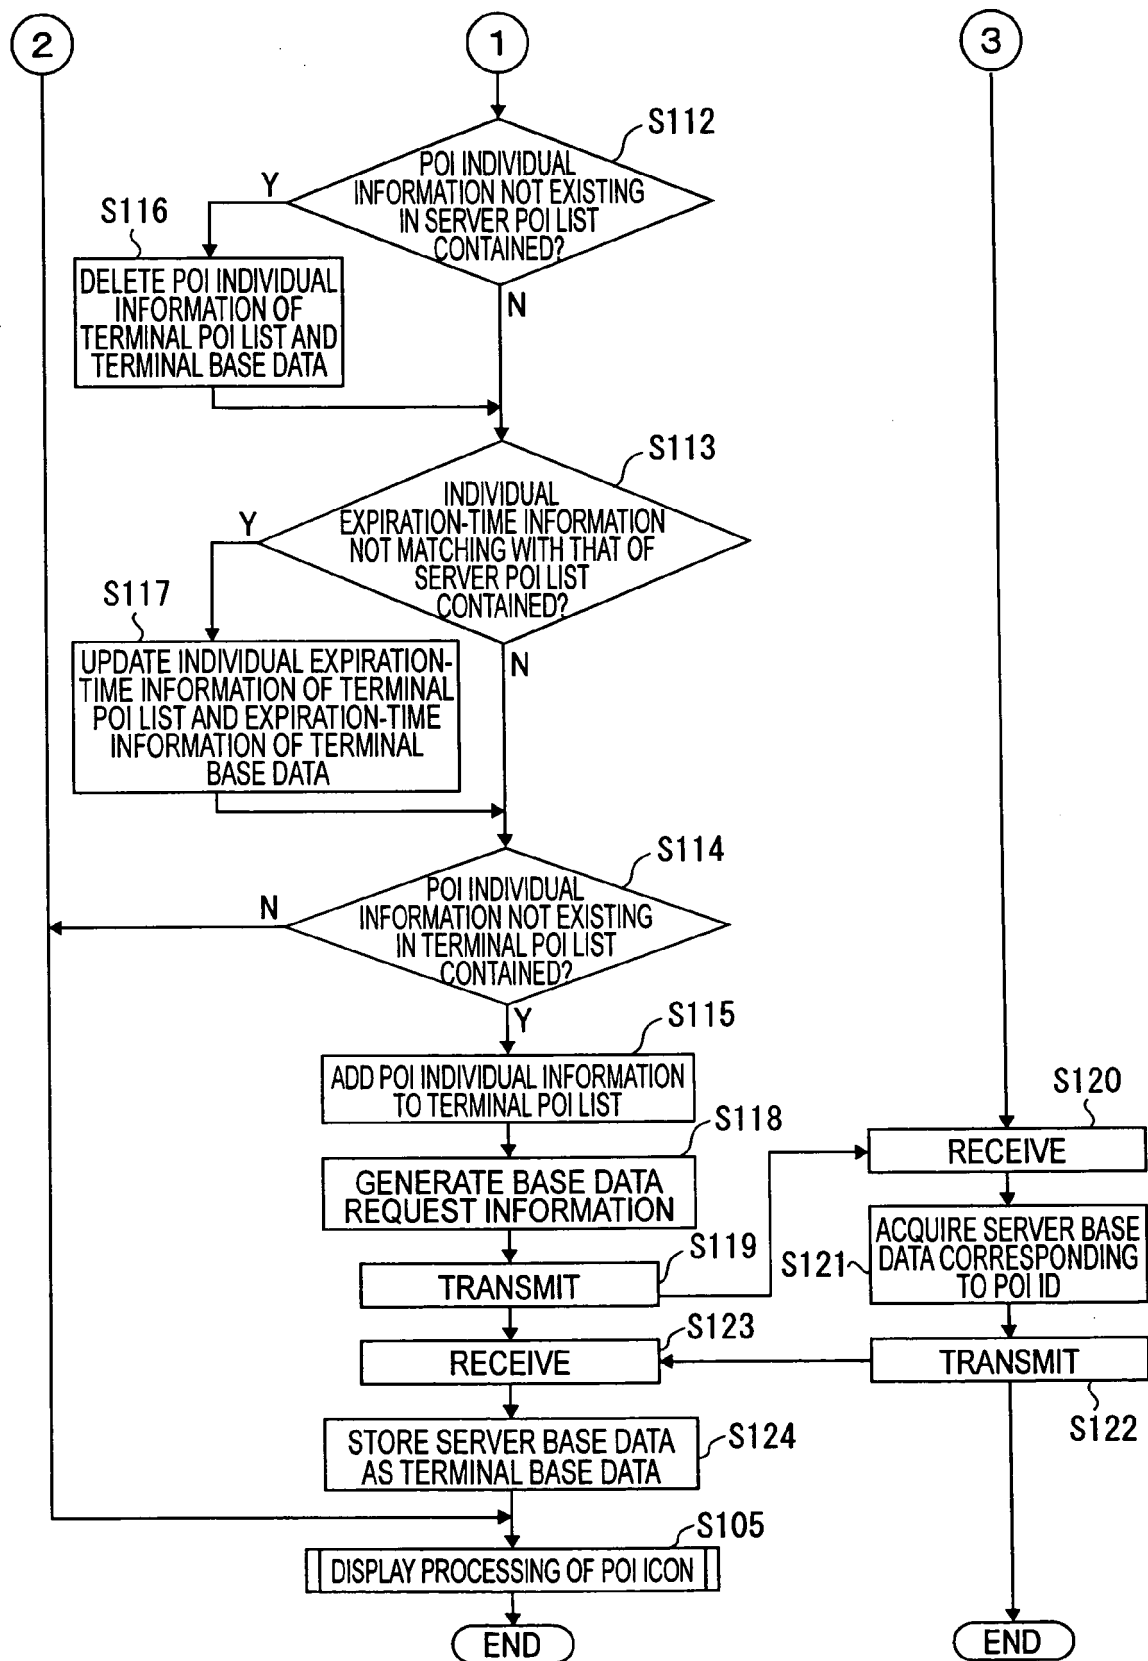 2
1
3
S112
POI INDIVIDUAL
INFORMATION NOT EXISTING
IN SERVER POI LIST
CONTAINED?
Y
N
S116
DELETE POI INDIVIDUAL
INFORMATION OF
TERMINAL POI LIST AND
TERMINAL BASE DATA
S113
INDIVIDUAL
EXPIRATION-TIME INFORMATION
NOT MATCHING WITH THAT OF
SERVER POI LIST
CONTAINED?
Y
N
S117
UPDATE INDIVIDUAL EXPIRATION-
TIME INFORMATION OF TERMINAL
POI LIST AND EXPIRATION-TIME
INFORMATION OF TERMINAL
BASE DATA
S114
POI INDIVIDUAL
INFORMATION NOT EXISTING
IN TERMINAL POI LIST
CONTAINED?
N
Y
S115
ADD POI INDIVIDUAL INFORMATION
TO TERMINAL POI LIST
S118
GENERATE BASE DATA
REQUEST INFORMATION
S119
TRANSMIT
S120
RECEIVE
S121
ACQUIRE SERVER BASE
DATA CORRESPONDING
TO POI ID
S122
TRANSMIT
S123
RECEIVE
S124
STORE SERVER BASE DATA
AS TERMINAL BASE DATA
S105
DISPLAY PROCESSING OF POI ICON
END
END